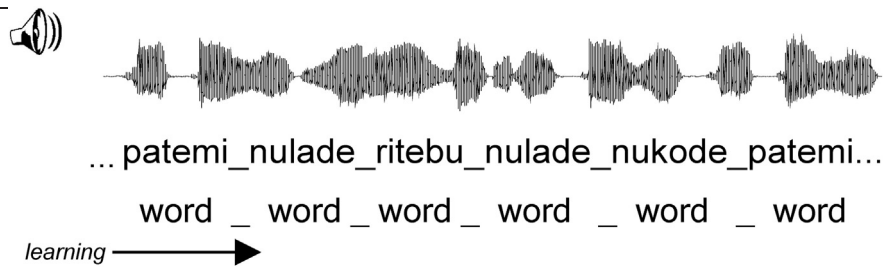 ... patemi_nulade_ritebu_nulade_nukode_patemi...
word _ word _ word _ word _ word _ word
learning